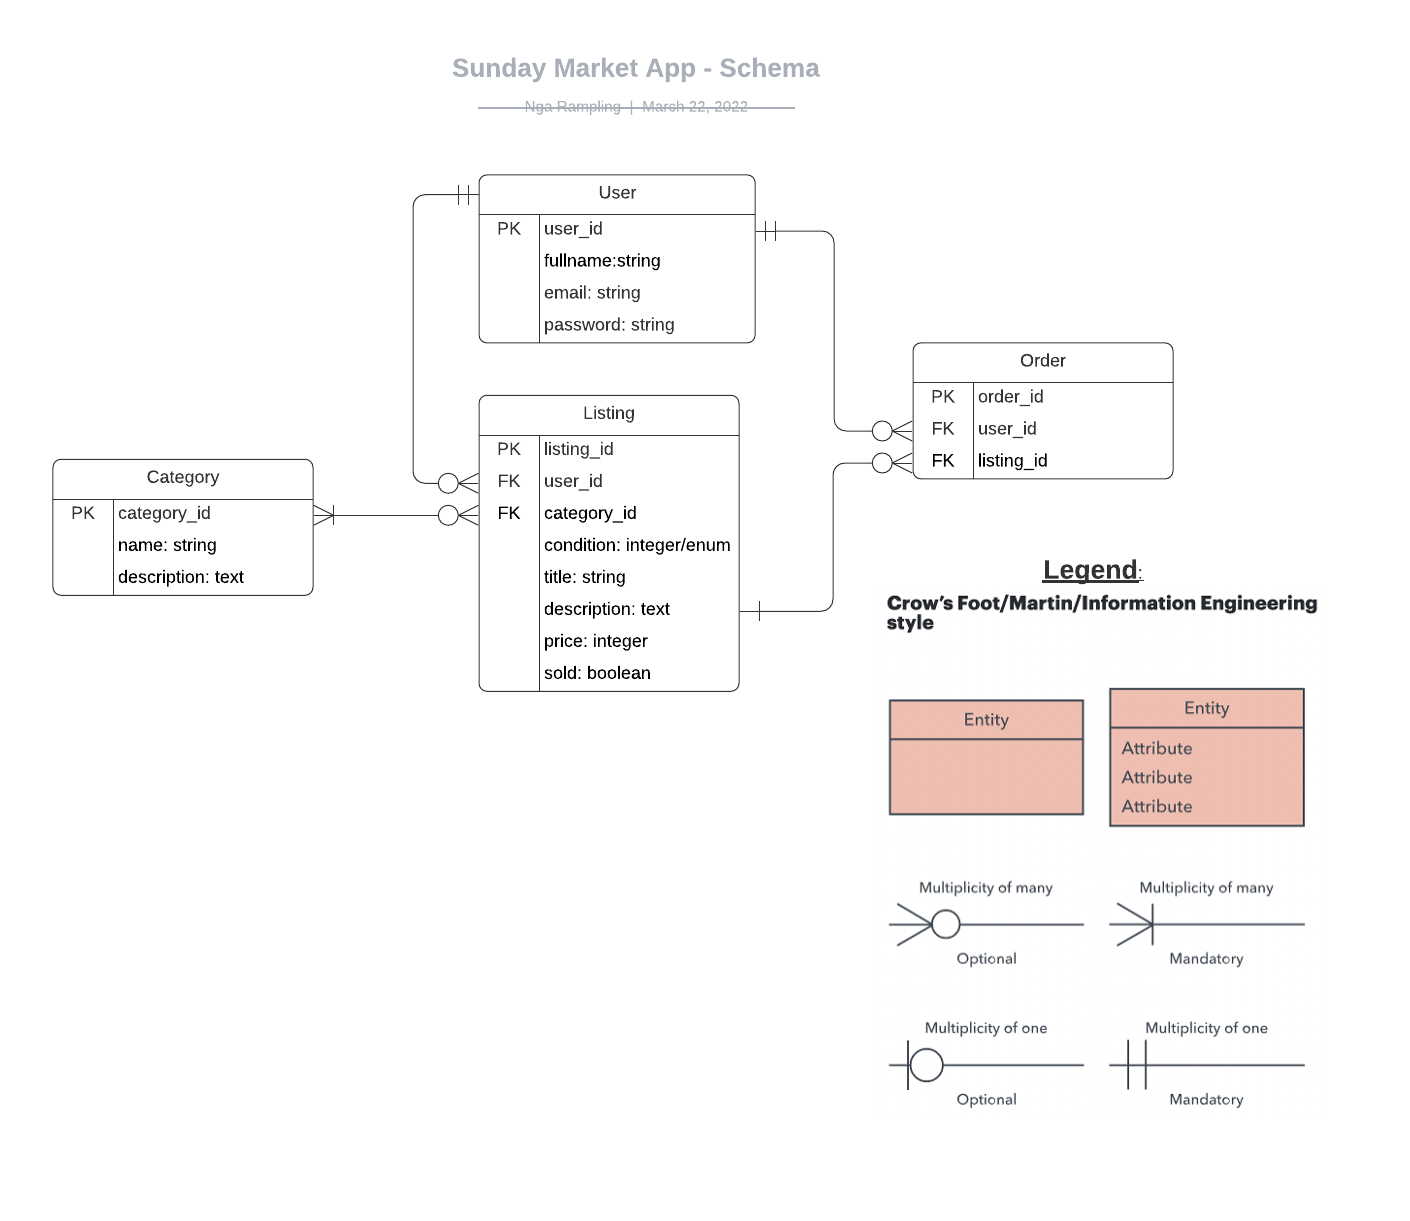 Sunday Market App - Schema
Nga Rampling | March 22, 2022
User
PK user_id
fullname:string
email: string
password: string
Order
PK order_id
FK user_id
FK listing_id
Listing
PK listing_id
FK user_id
FK category_id
condition: integer/enum
title: string
description: text
price: integer
sold: boolean
Category
PK category_id
name: string
description: text
Legend:
Crow’s Foot/Martin/Information Engineering
style
Entity
Entity
Attribute
Attribute
Attribute
Multiplicity of many
Optional
Multiplicity of many
Mandatory
Multiplicity of one
Optional
Multiplicity of one
Mandatory